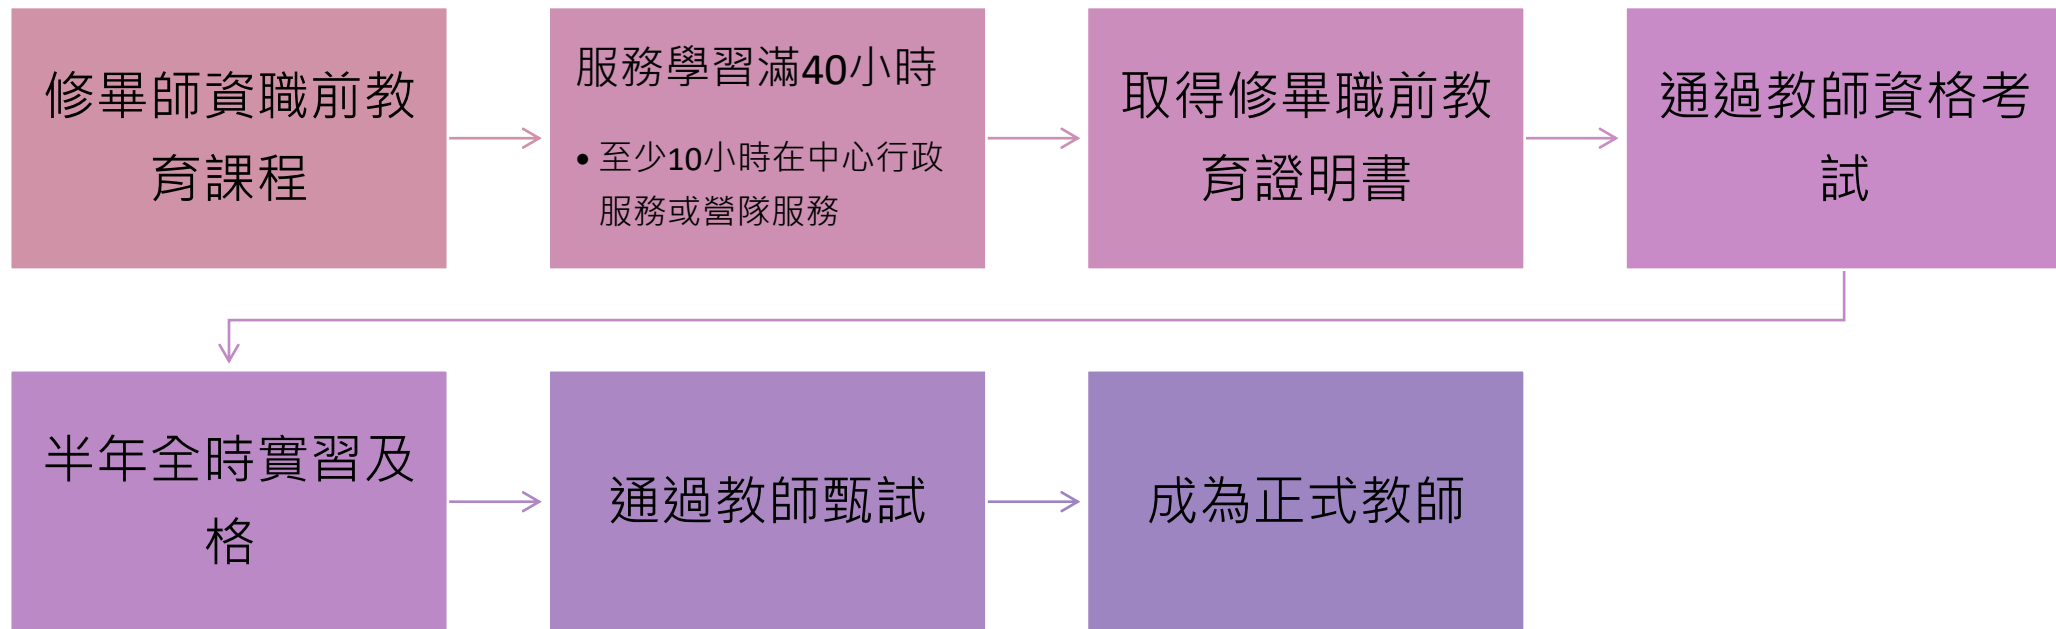 修畢師資職前教
育課程
服務學習滿40小時
• 至少10小時在中心行政
服務或營隊服務
取得修畢職前教
育證明書
通過教師資格考
試
半年全時實習及
格
通過教師甄試
成為正式教師